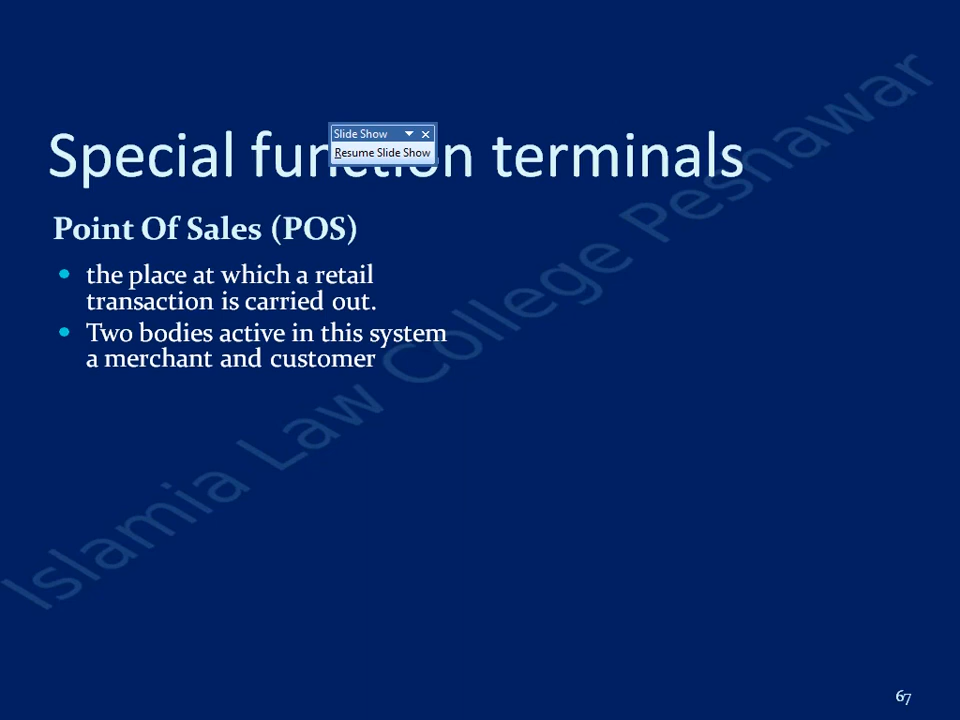 Special function terminals
Slide Show
Resume Slide Show
Point Of Sales (POS)
• the place at which a retail
transaction is carried out.
• Two bodies active in this system
a merchant and customer
Islamia Law College Peshawar
67